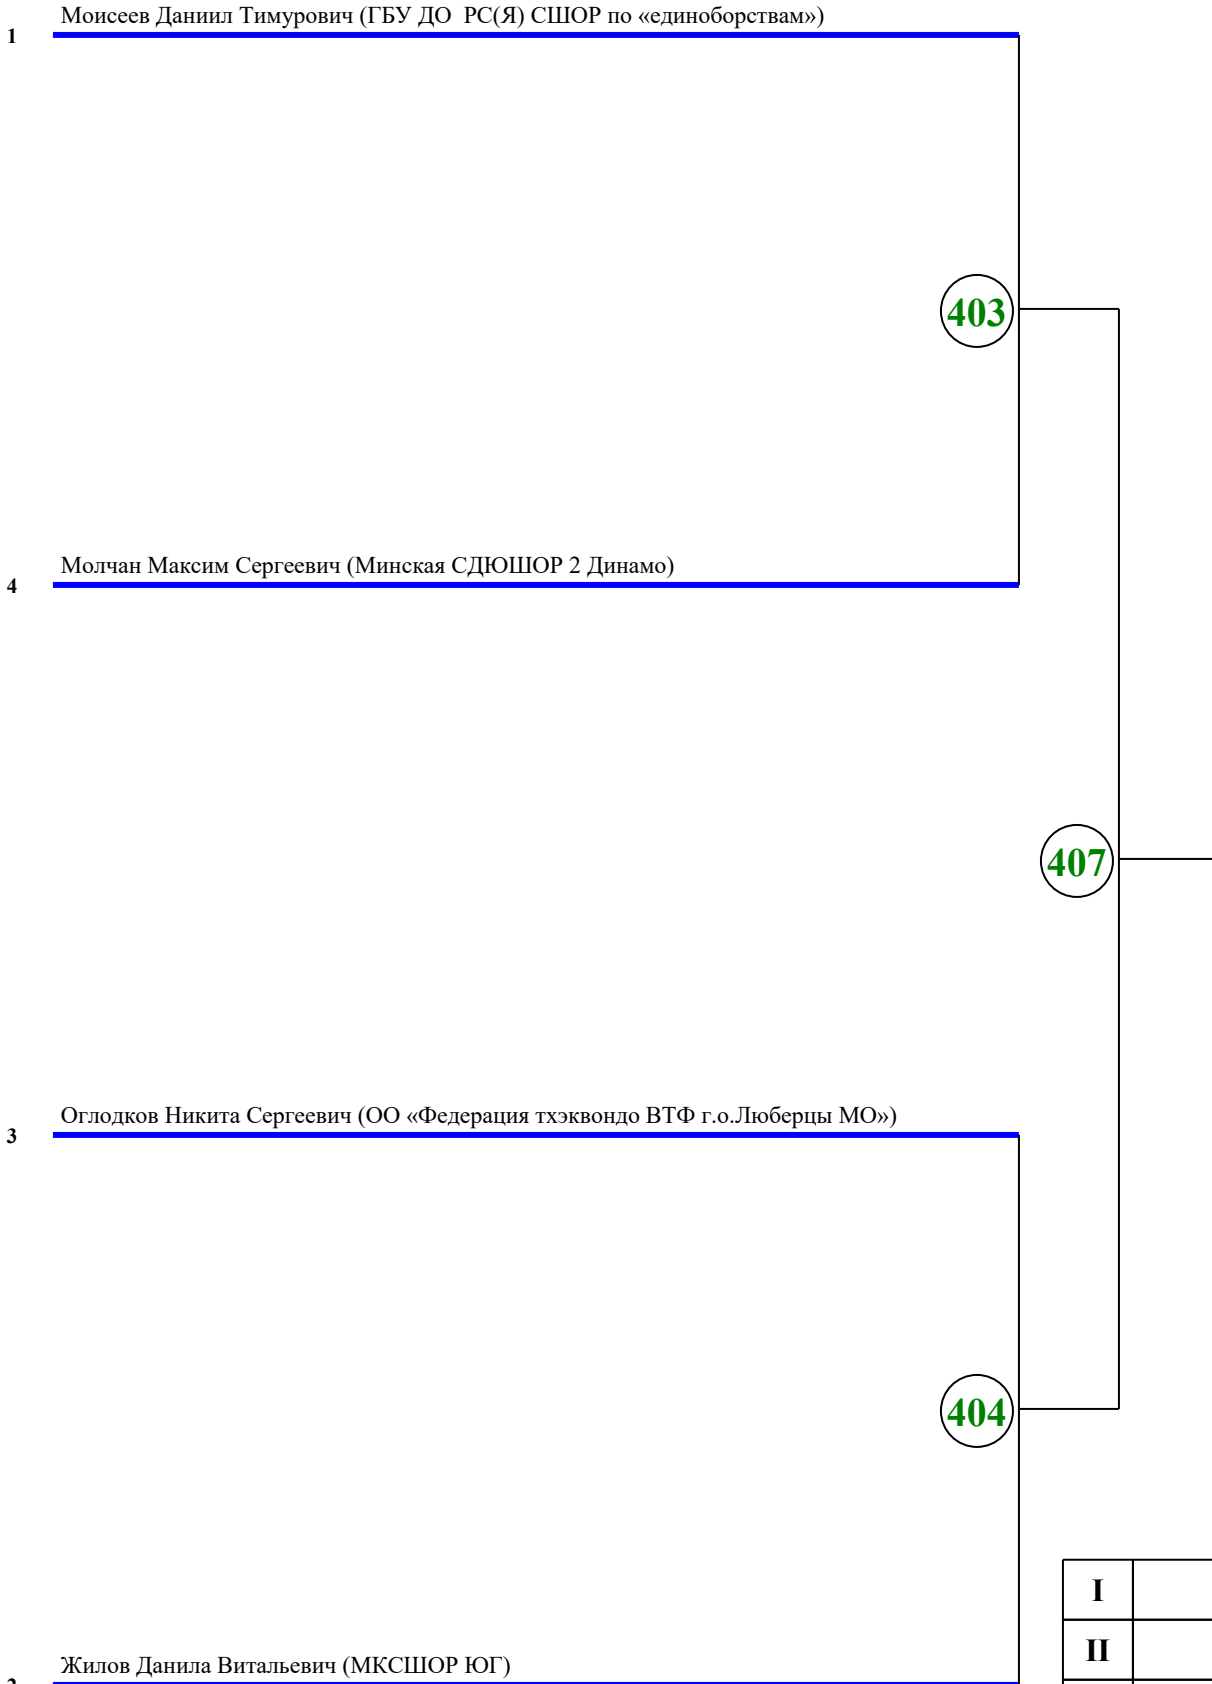 Моисеев Даниил Тимурович (ГБУ ДО  РС(Я) СШОР по «единоборствам»)
1
403
Молчан Максим Сергеевич (Минская СДЮШОР 2 Динамо)
4
407
Оглодков Никита Сергеевич (ОО «Федерация тхэквондо ВТФ г.о.Люберцы МО»)
3
404
I
II
Жилов Данила Витальевич (МКСШОР ЮГ)